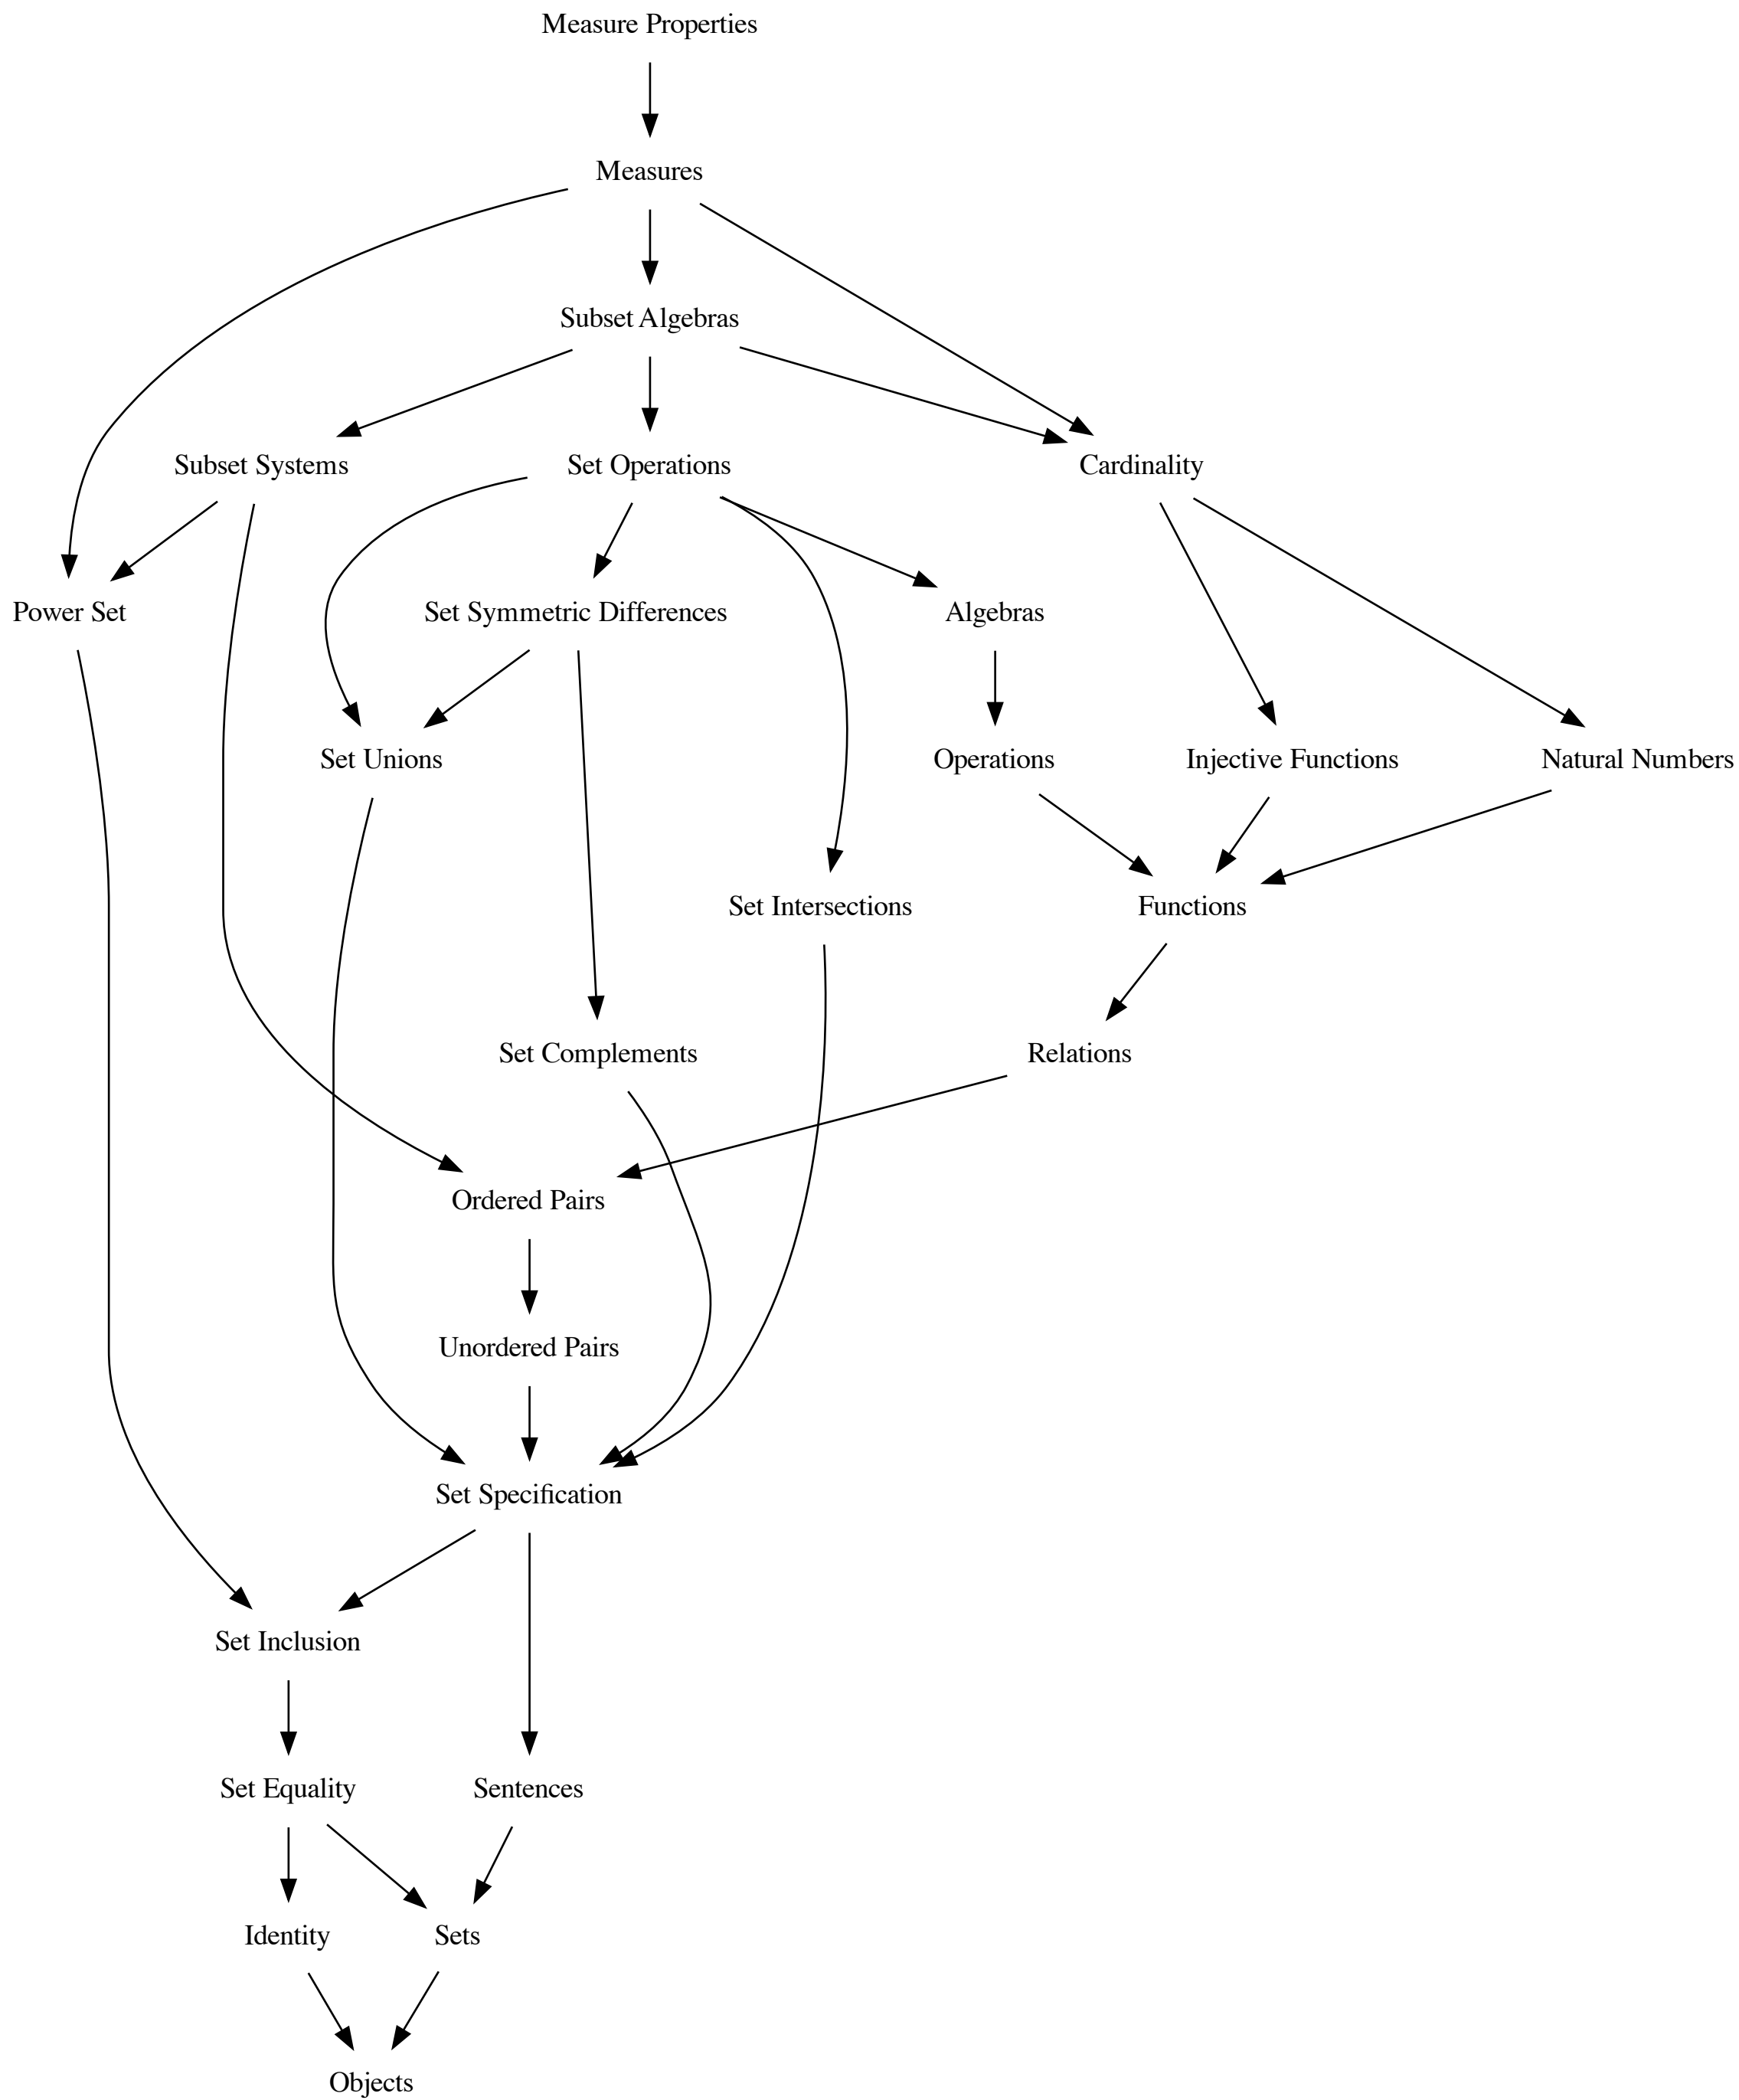 Measure Properties
Measures
Subset Algebras
Subset Systems
Set Operations
Cardinality
Power Set
Set Symmetric Differences
Algebras
Set Unions
Operations
Injective Functions
Natural Numbers
Set Intersections
Functions
Set Complements
Relations
Ordered Pairs
Unordered Pairs
Set Specification
Set Inclusion
Set Equality
Sentences
Identity
Sets
Objects